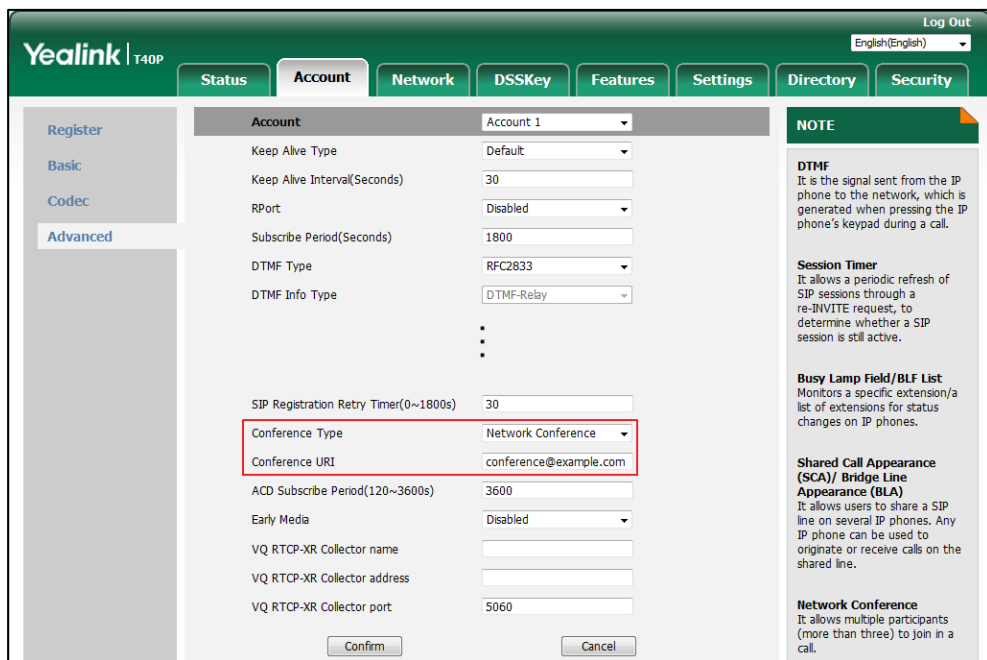 Log Out
English(English)
Yealink | T40P
Status Account Network DSSKey Features Settings Directory Security
Register
Basic
Codec
Advanced
Account Account 1
Keep Alive Type Default
Keep Alive Interval(Seconds) 30
RPort Disabled
Subscribe Period(Seconds) 1800
DTMF Type RFC2833
DTMF Info Type DTMF-Relay
SIP Registration Retry Timer(0~1800s) 30
Conference Type Network Conference
Conference URI conference@example.com
ACD Subscribe Period(120~3600s) 3600
Early Media Disabled
VQ RTCP-XR Collector name
VQ RTCP-XR Collector address
VQ RTCP-XR Collector port 5060
Confirm Cancel
NOTE
DTMF
It is the signal sent from the IP
phone to the network, which is
generated when pressing the IP
phone's keypad during a call.
Session Timer
It allows a periodic refresh of
SIP sessions through a
re-INVITE request, to
determine whether a SIP
session is still active.
Busy Lamp Field/BLF List
Monitors a specific extension/a
list of extensions for status
changes on IP phones.
Shared Call Appearance
(SCA)/ Bridge Line
Appearance (BLA)
It allows users to share a SIP
line on several IP phones. Any
IP phone can be used to
originate or receive calls on the
shared line.
Network Conference
It allows multiple participants
(more than three) to join in a
call.